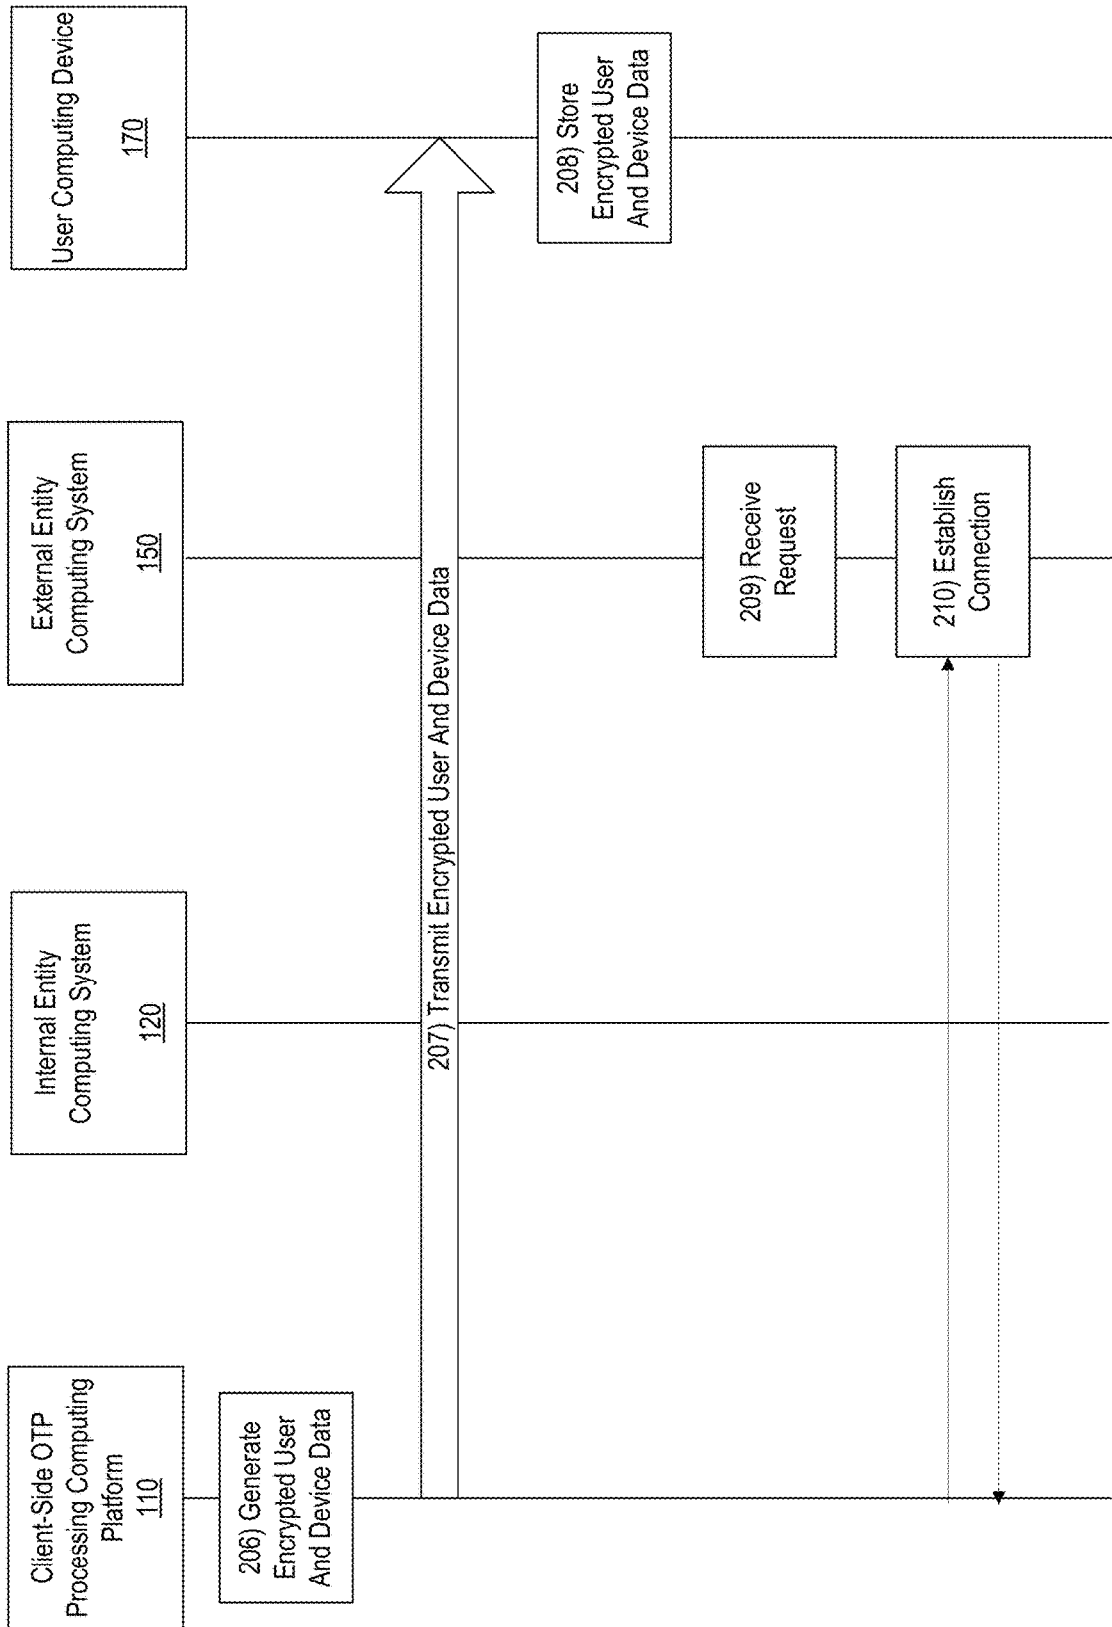 Client-Side OTP
Processing Computing
Platform
110
Internal Entity
Computing System
120
External Entity
Computing System
150
User Computing Device
170
206) Generate
Encrypted User
And Device Data
207) Transmit Encrypted User And Device Data
208) Store
Encrypted User
And Device Data
209) Receive
Request
210) Establish
Connection